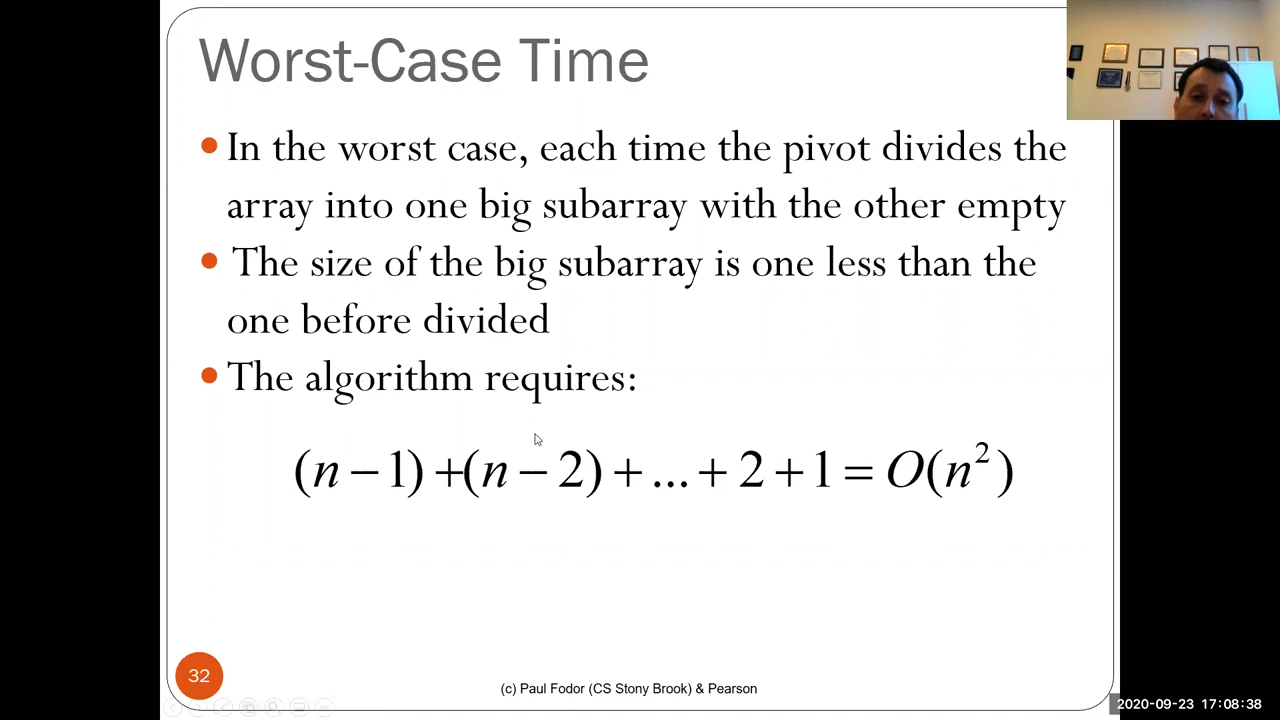 Worst-Case Time
• In the worst case, each time the pivot divides the
array into one big subarray with the other empty
• The size of the big subarray is one less than the
one before divided
• The algorithm requires:
(n − 1) + (n − 2) + ... + 2 + 1 = O(n²)
32
(c) Paul Fodor (CS Stony Brook) & Pearson
2020-09-23 17:08:38